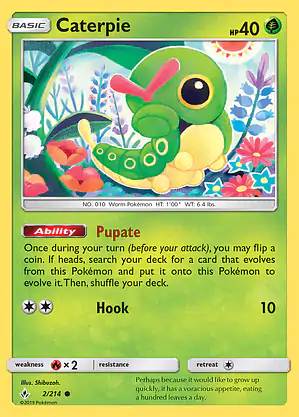 BASIC
Caterpie
HP40
NO. 010 Worm Pokémon HT: 1'00" WT: 6.4 lbs.
Ability Pupate
Once during your turn (before your attack), you may flip a
coin. If heads, search your deck for a card that evolves
from this Pokémon and put it onto this Pokémon to
evolve it. Then, shuffle your deck.
Hook 10
weakness ×2 resistance retreat
Illus. Shibuzoh.
2/214
©2019 Pokémon
Perhaps because it would like to grow up
quickly, it has a voracious appetite, eating
a hundred leaves a day.